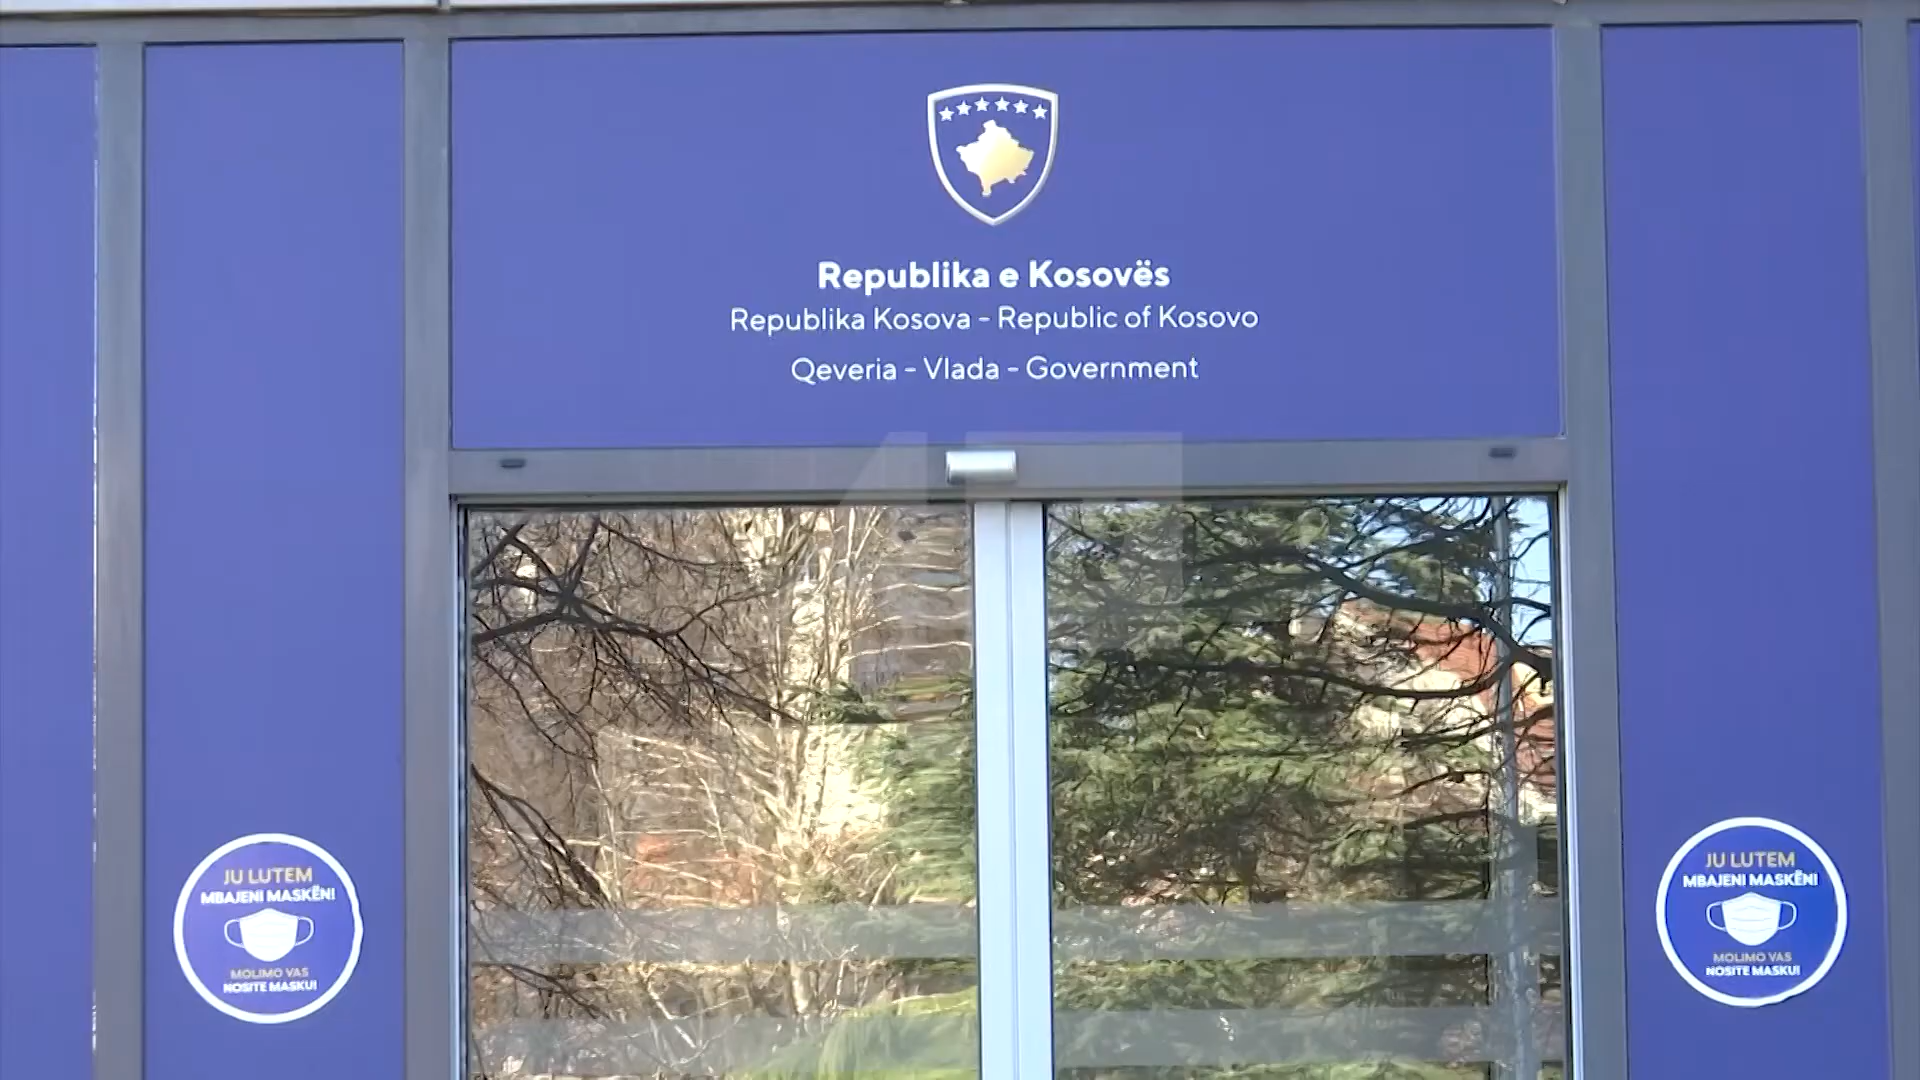 Republika e Kosovës
Republika Kosova - Republic of Kosovo
Qeveria - Vlada - Government
JU LUTEM
MBAJENI MASKËN!
MOLIMO VAS
NOSITE MASKU!
JU LUTEM
MBAJENI MASKËN!
MOLIMO VAS
NOSITE MASKU!